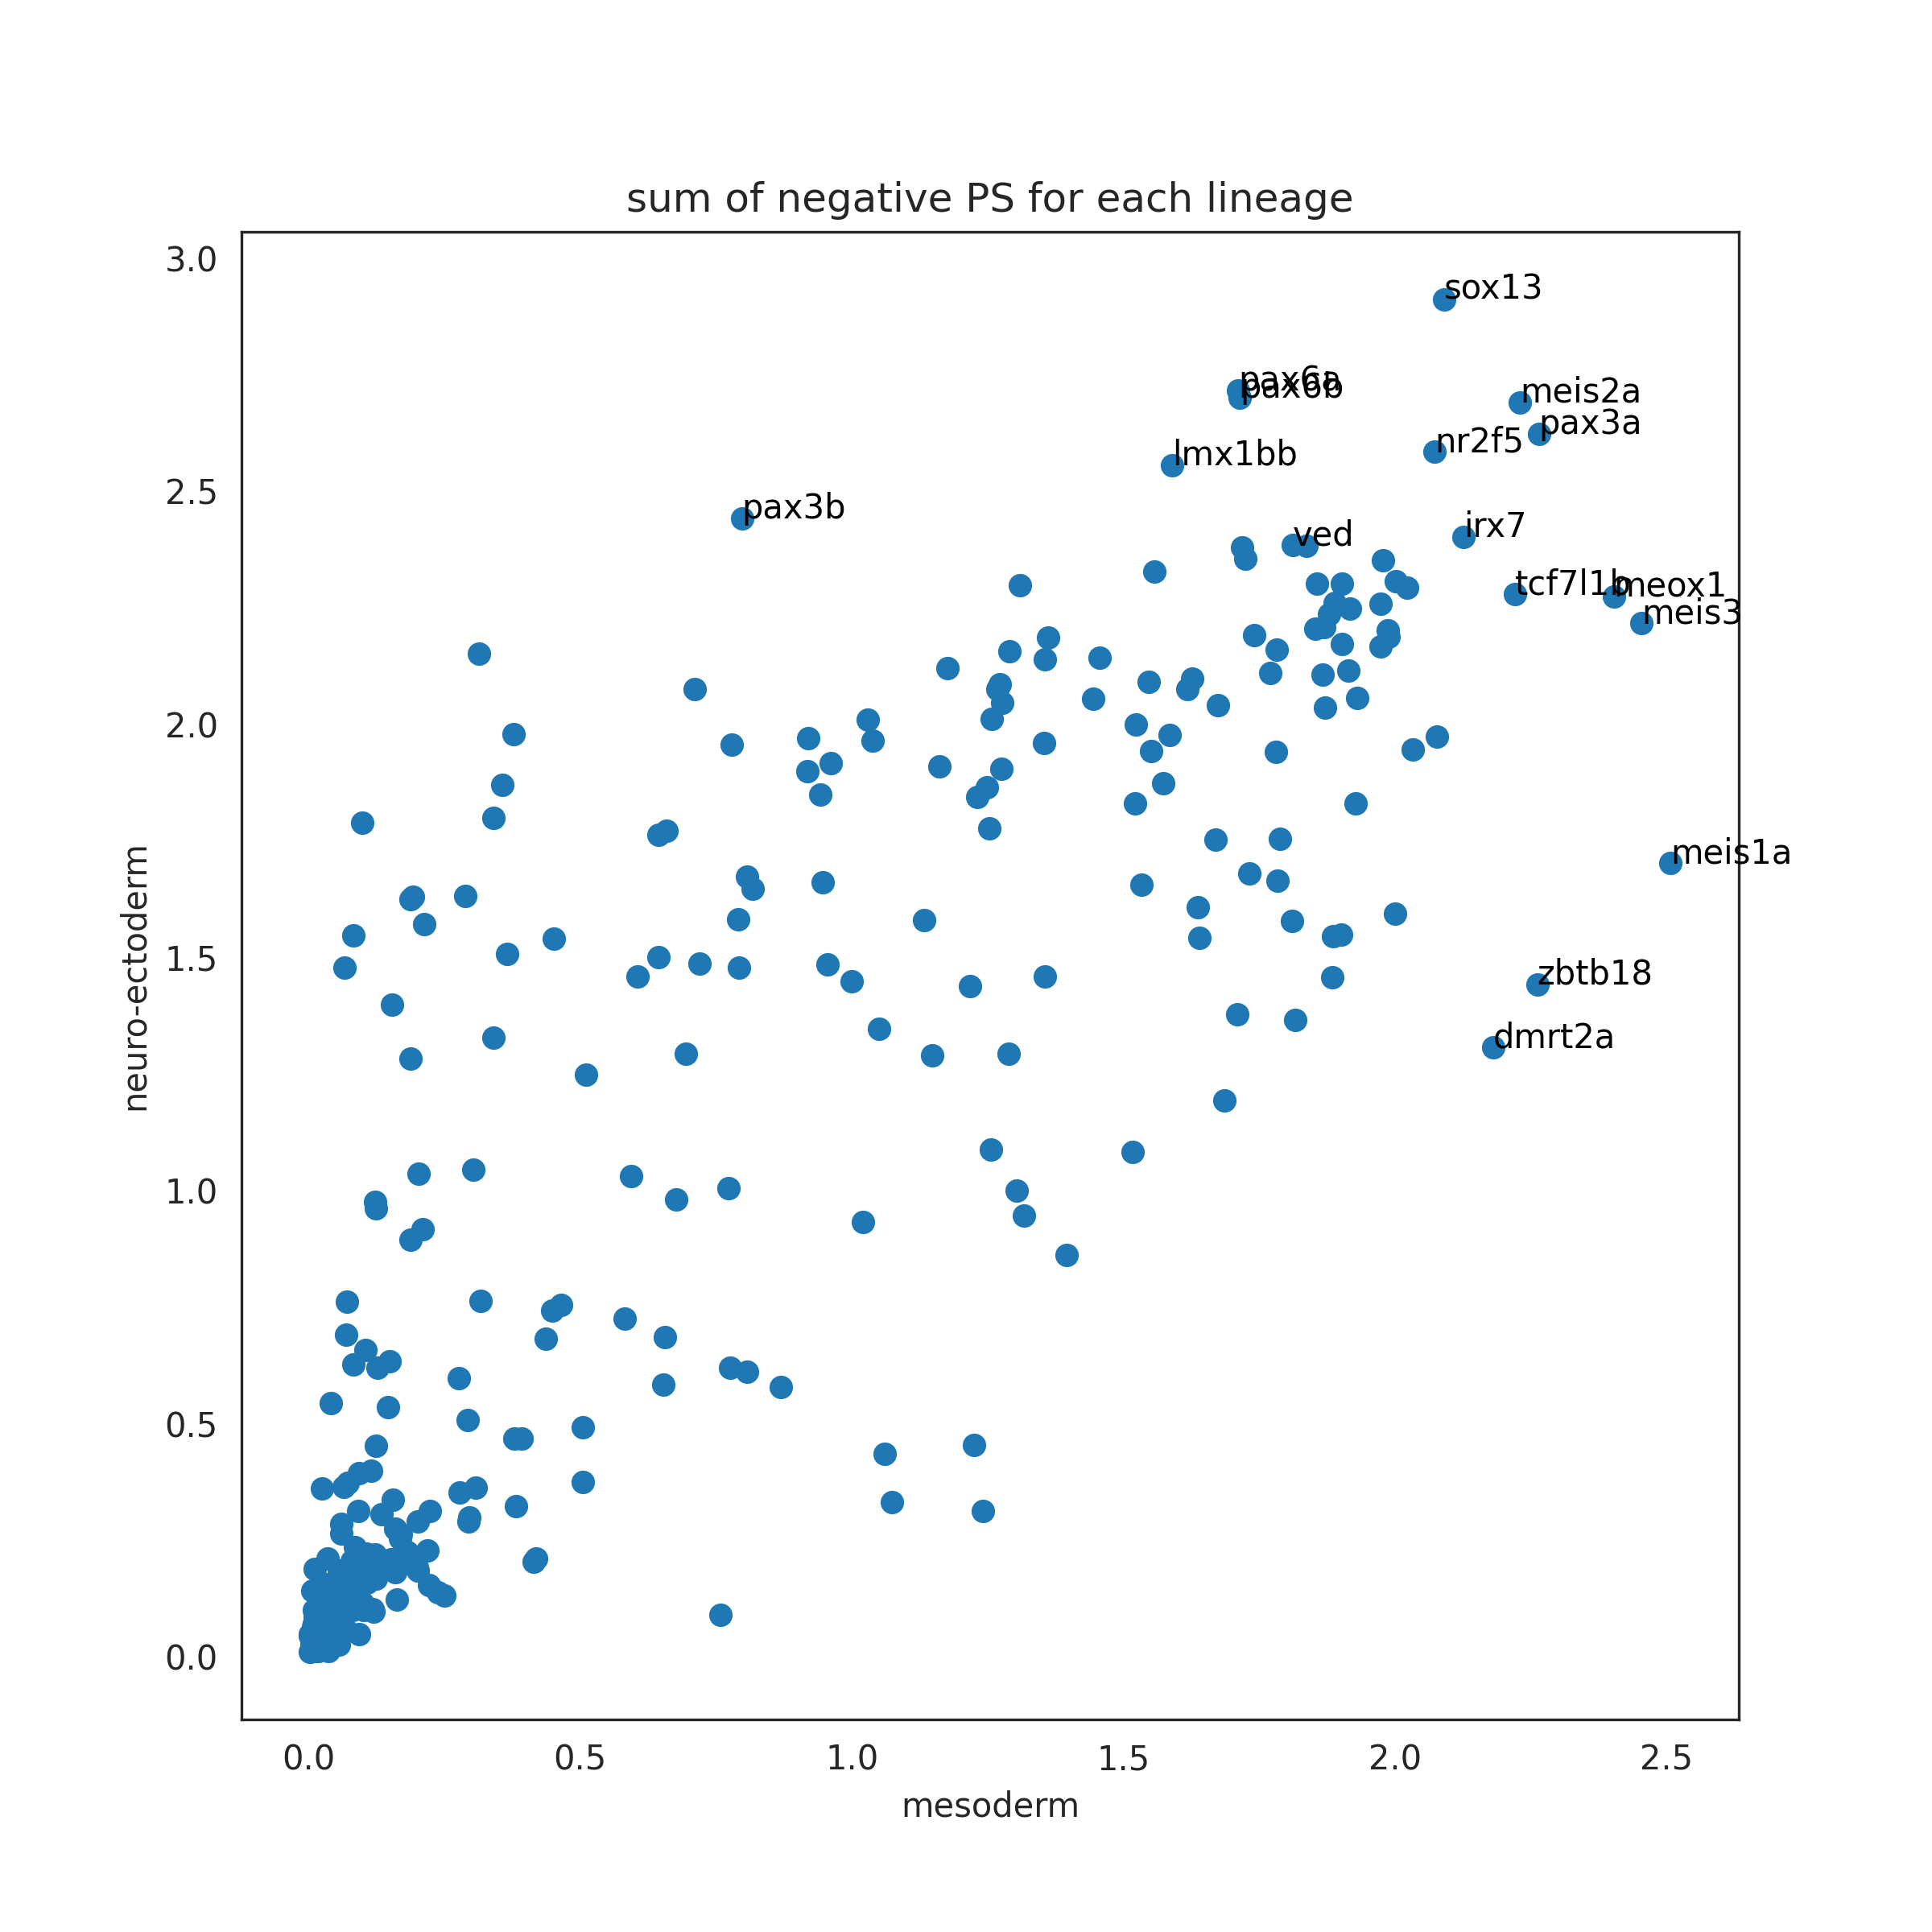 sum of negative PS for each lineage
3.0
sox13
pax6a
pax6b
meis2a
pax3a
nr2f5
lmx1bb
2.5
pax3b
irx7
ved
tcf7l1b
meox1
meis3
2.0
meis1a
neuro-ectoderm
1.5
zbtb18
dmrt2a
1.0
0.5
0.0
0.0 0.5 1.0 1.5 2.0 2.5
mesoderm